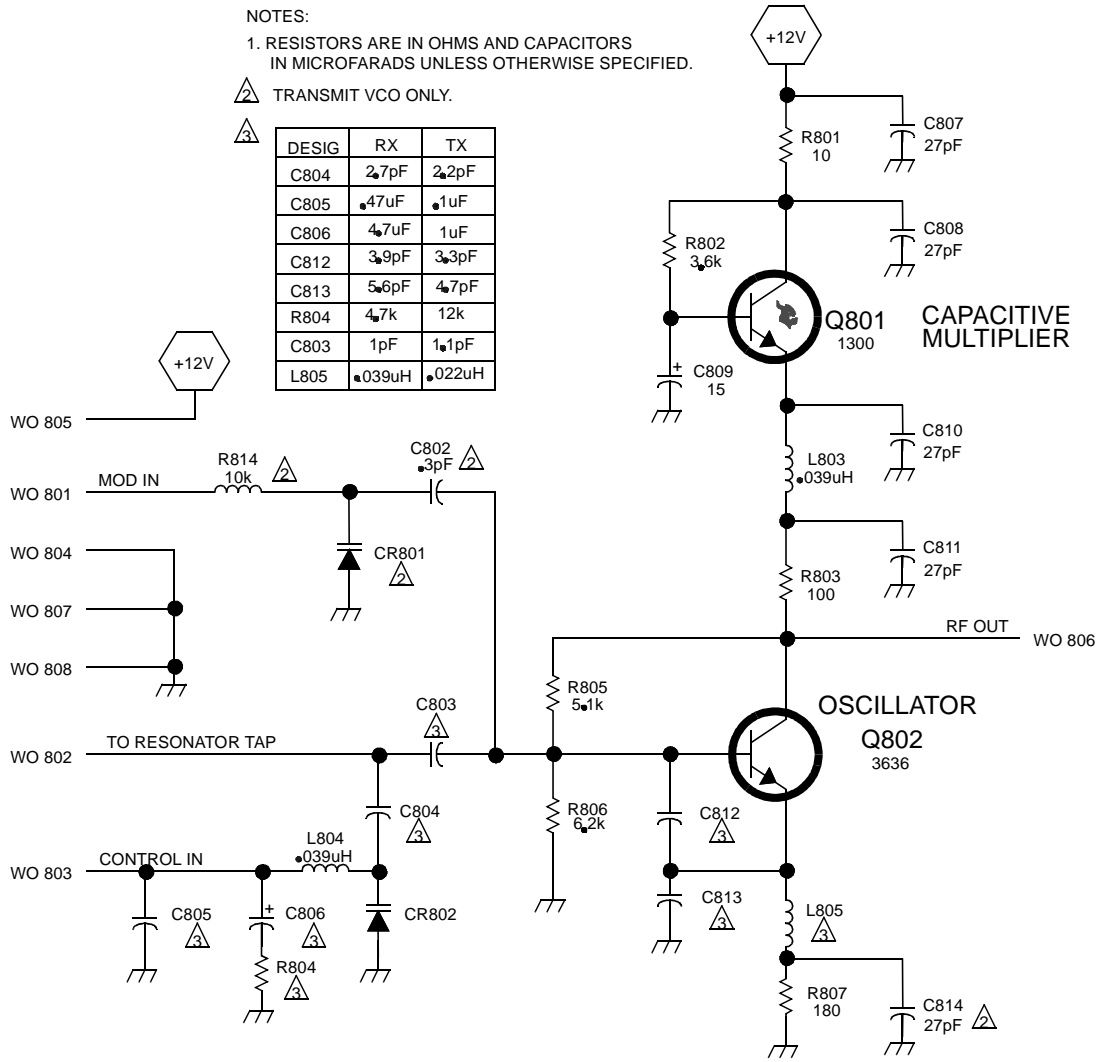 NOTES:
1. RESISTORS ARE IN OHMS AND CAPACITORS
IN MICROFARADS UNLESS OTHERWISE SPECIFIED.
2 TRANSMIT VCO ONLY.
3
DESIG RX TX
C804 2.7pF 2.2pF
C805 .47uF .1uF
C806 4.7uF 1uF
C812 3.9pF 3.3pF
C813 5.6pF 4.7pF
R804 4.7k 12k
C803 1pF 1.1pF
L805 .039uH .022uH
+12V
R801
10
C807
27pF
C808
27pF
R802
3.6k
Q801
1300
CAPACITIVE
MULTIPLIER
C809
+
15
C810
27pF
L803
.039uH
C811
27pF
R803
100
RF OUT
WO 806
+12V
WO 805
WO 801
MOD IN
R814
10k
2
C802
.3pF
2
CR801
2
WO 804
WO 807
WO 808
R805
5.1k
OSCILLATOR
Q802
3636
WO 802
TO RESONATOR TAP
C803
3
C804
3
R806
6.2k
C812
3
WO 803
CONTROL IN
L804
.039uH
C805
3
+
C806
3
R804
3
CR802
C813
3
L805
3
R807
180
C814
27pF
2